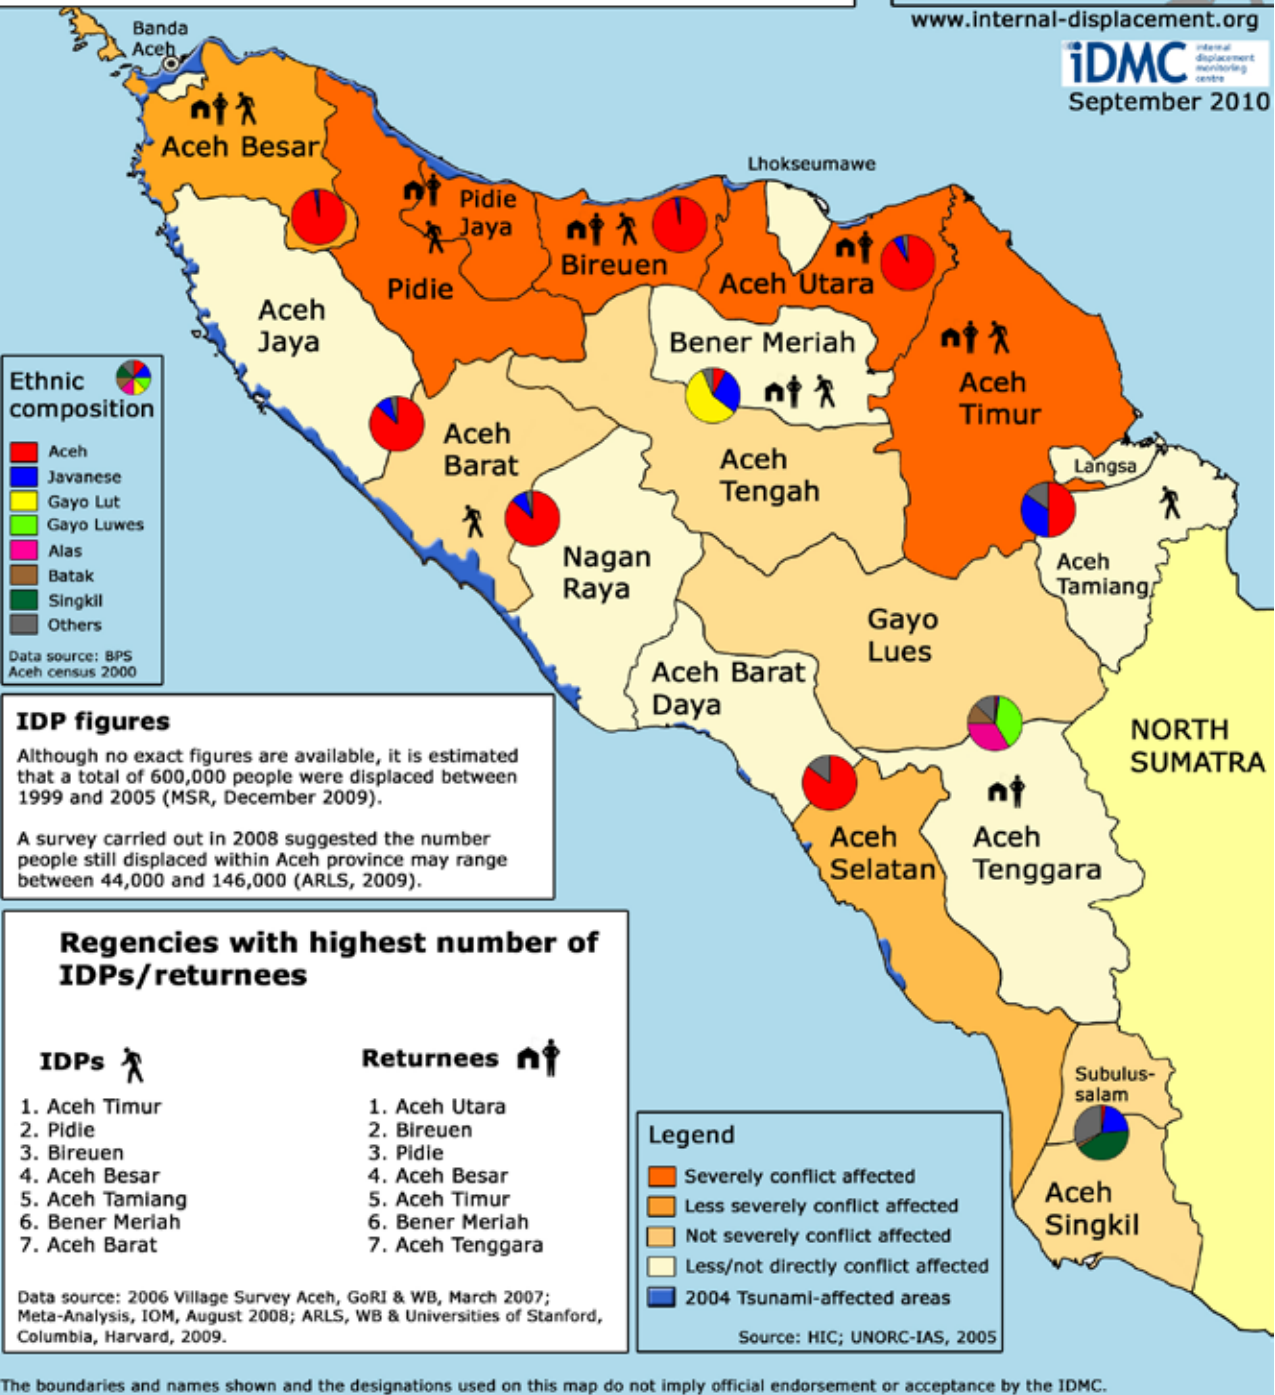 www.internal-displacement.org
iDMC
internal
displacement
monitoring
centre
September 2010
Banda
Aceh
Aceh Besar
Lhokseumawe
Pidie
Jaya
Bireuen
Aceh Utara
Pidie
Aceh
Jaya
Bener Meriah
Aceh
Timur
Aceh
Barat
Aceh
Tengah
Langsa
Nagan
Raya
Aceh
Tamiang
Gayo
Lues
Aceh Barat
Daya
NORTH
SUMATRA
Aceh
Selatan
Aceh
Tenggara
Subulus-
salam
Aceh
Singkil
Ethnic
composition
Aceh
Javanese
Gayo Lut
Gayo Luwes
Alas
Batak
Singkil
Others
Data source: BPS
Aceh census 2000
IDP figures
Although no exact figures are available, it is estimated
that a total of 600,000 people were displaced between
1999 and 2005 (MSR, December 2009).
A survey carried out in 2008 suggested the number
people still displaced within Aceh province may range
between 44,000 and 146,000 (ARLS, 2009).
Regencies with highest number of
IDPs/returnees
IDPs
1. Aceh Timur
2. Pidie
3. Bireuen
4. Aceh Besar
5. Aceh Tamiang
6. Bener Meriah
7. Aceh Barat
Returnees
1. Aceh Utara
2. Bireuen
3. Pidie
4. Aceh Besar
5. Aceh Timur
6. Bener Meriah
7. Aceh Tenggara
Data source: 2006 Village Survey Aceh, GoRI & WB, March 2007;
Meta-Analysis, IOM, August 2008; ARLS, WB & Universities of Stanford,
Columbia, Harvard, 2009.
Legend
Severely conflict affected
Less severely conflict affected
Not severely conflict affected
Less/not directly conflict affected
2004 Tsunami-affected areas
Source: HIC; UNORC-IAS, 2005
The boundaries and names shown and the designations used on this map do not imply official endorsement or acceptance by the IDMC.